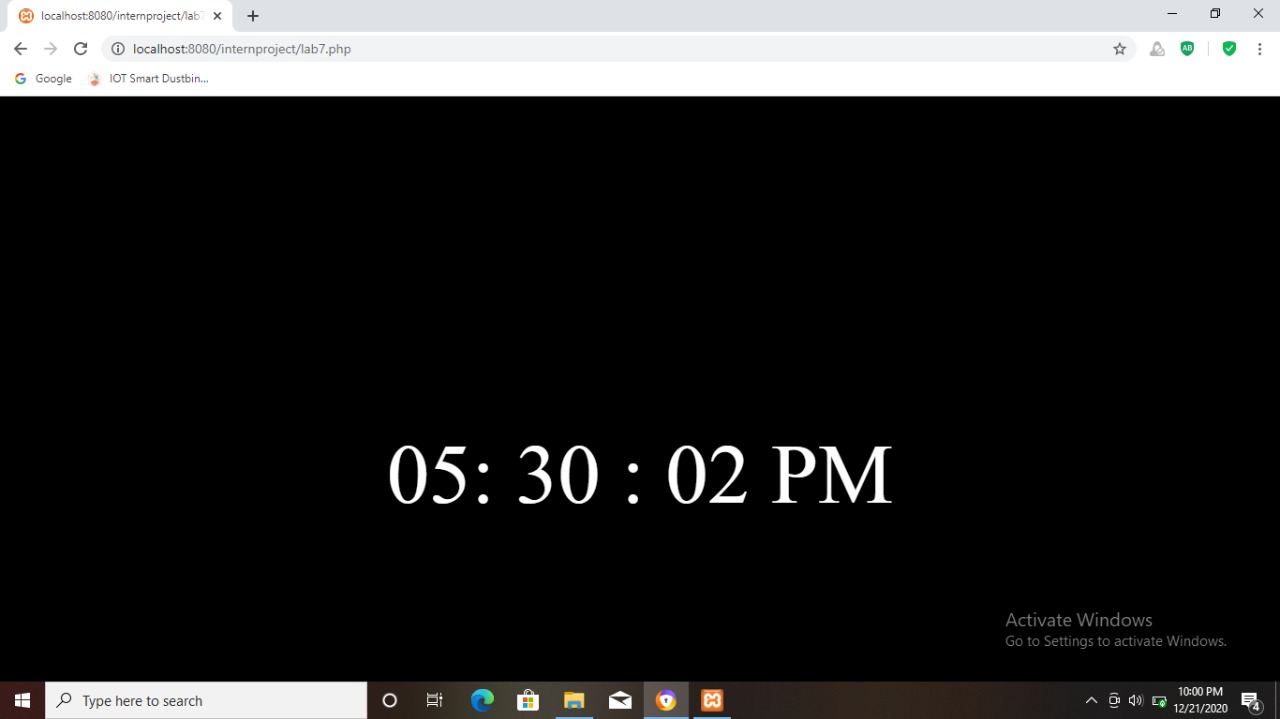 localhost:8080/internproject/lab7
localhost:8080/internproject/lab7.php
AB
Google
IOT Smart Dustbin...
05: 30 : 02 PM
Activate Windows
Go to Settings to activate Windows.
Type here to search
10:00 PM
12/21/2020
4